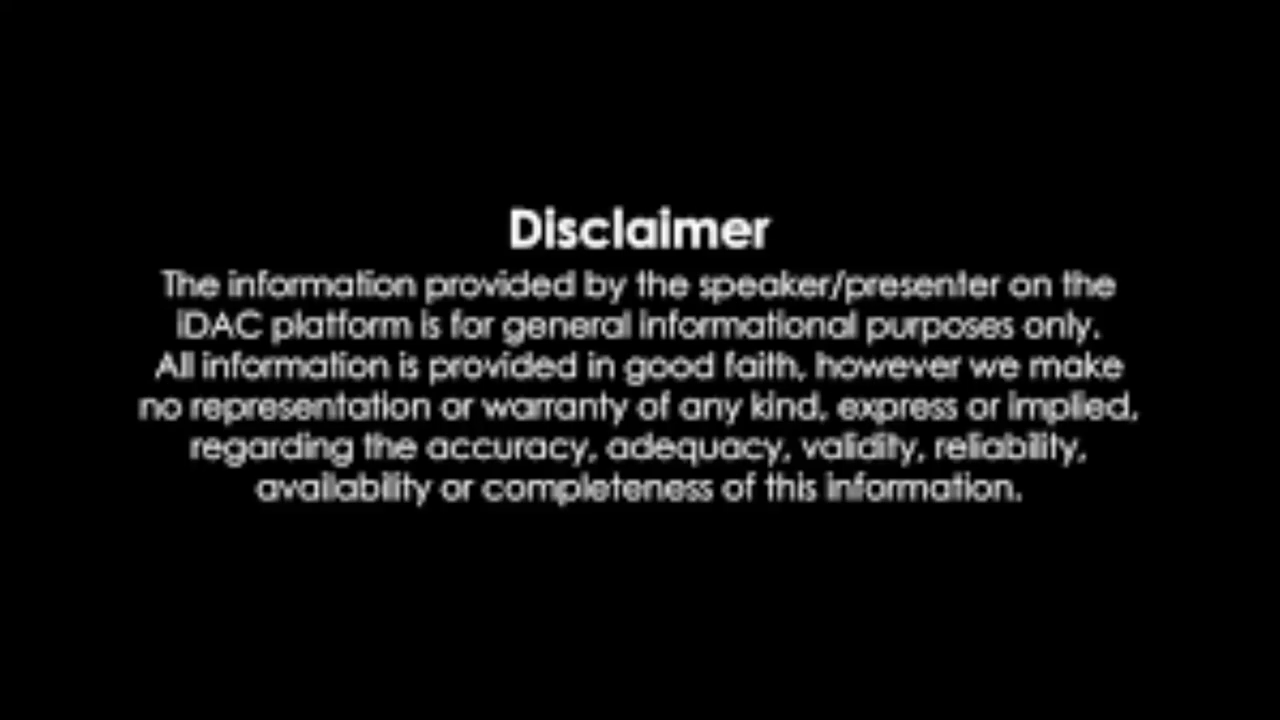 Disclaimer
The information provided by the speaker/presenter on the
iDAC platform is for general informational purposes only.
All information is provided in good faith, however we make
no representation or warranty of any kind, express or implied,
regarding the accuracy, adequacy, validity, reliability,
availability or completeness of this information.